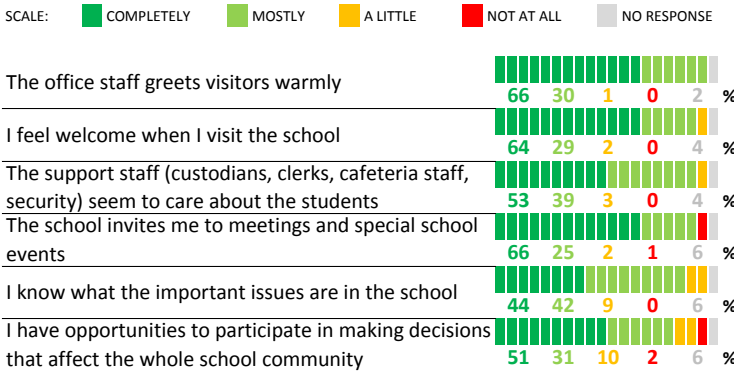 SCALE: COMPLETELY MOSTLY A LITTLE NOT AT ALL NO RESPONSE
The office staff greets visitors warmly
66 30 1 0 2 %
I feel welcome when I visit the school
64 29 2 0 4 %
The support staff (custodians, clerks, cafeteria staff,
security) seem to care about the students
53 39 3 0 4 %
The school invites me to meetings and special school
events
66 25 2 1 6 %
I know what the important issues are in the school
44 42 9 0 6 %
I have opportunities to participate in making decisions
that affect the whole school community
51 31 10 2 6 %